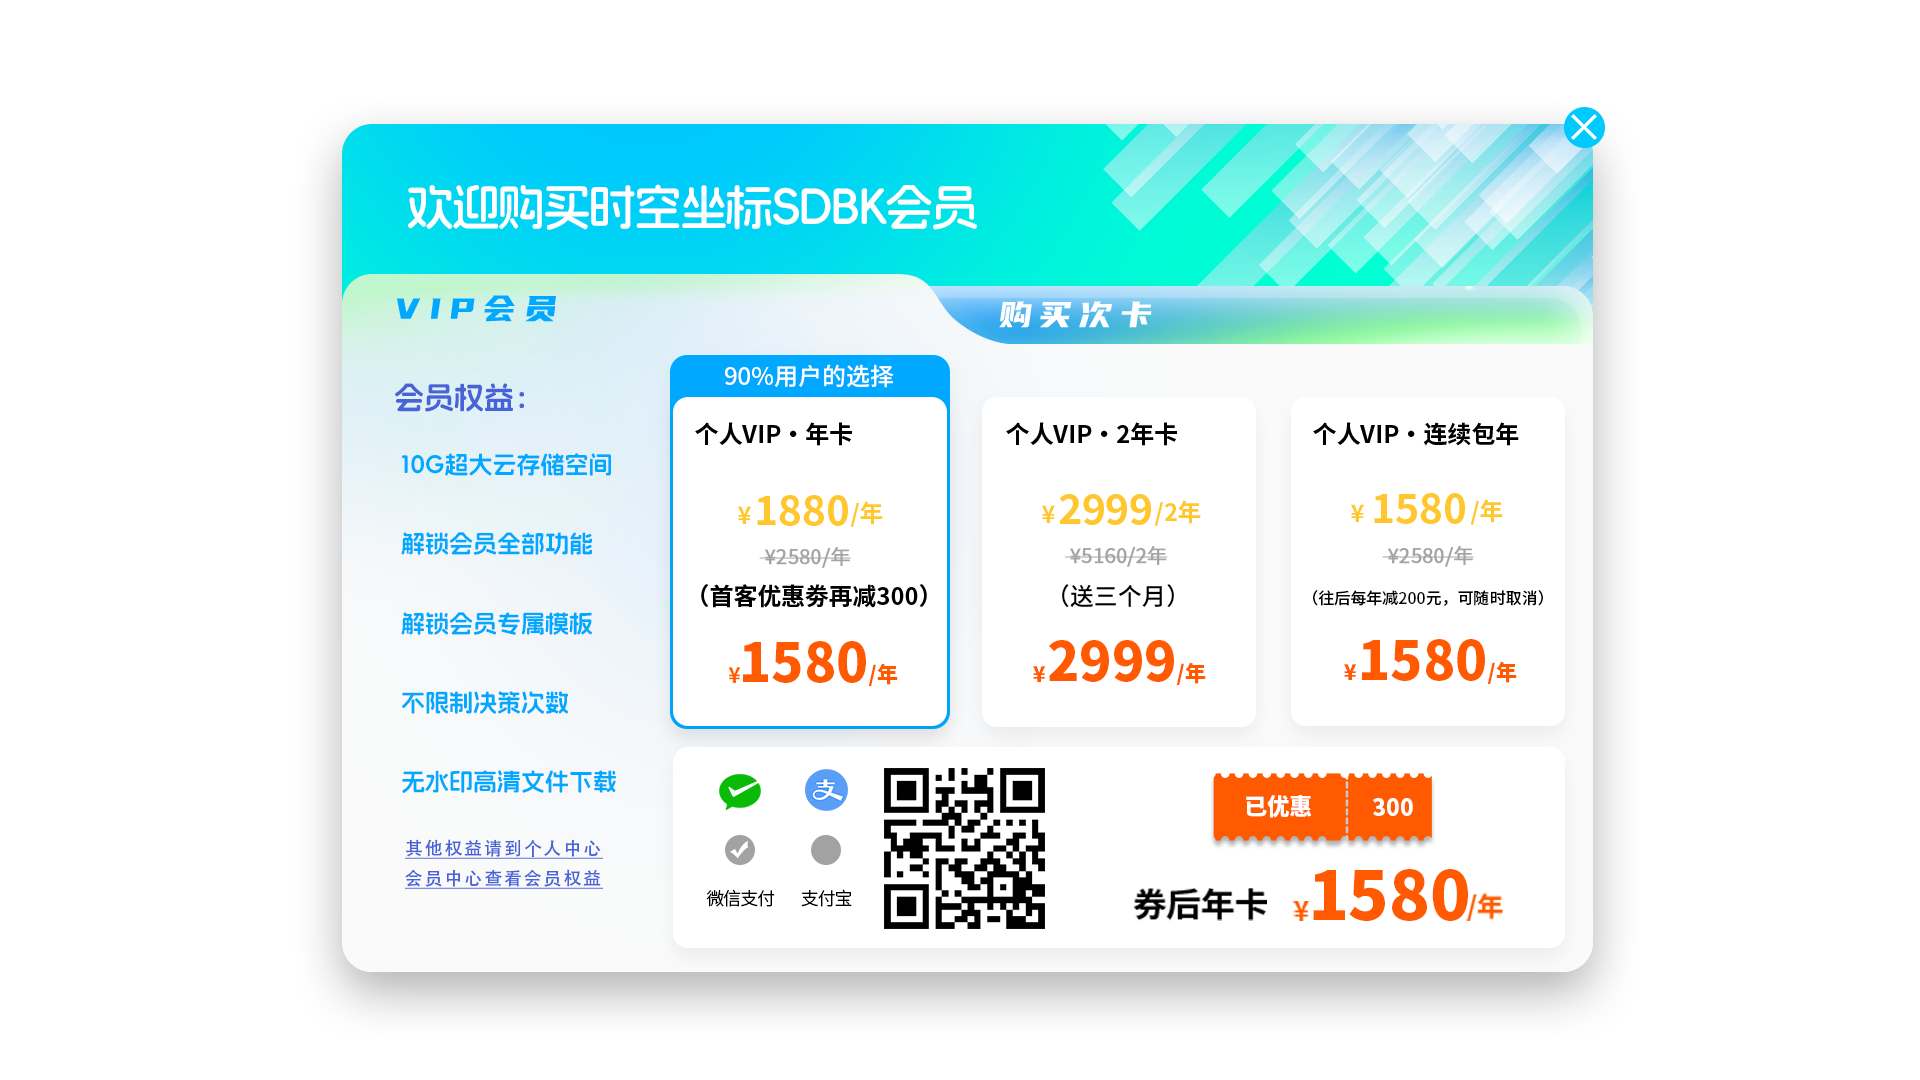 欢迎购买时空坐标SDBK会员
VIP会员
购买次卡
会员权益：
10G超大云存储空间
解锁会员全部功能
解锁会员专属模板
不限制决策次数
无水印高清文件下载
其他权益请到个人中心
会员中心查看会员权益
90%用户的选择
个人VIP·年卡
¥1880/年
¥2580/年
（首客优惠劵再减300）
¥1580/年
个人VIP·2年卡
¥2999/2年
¥5160/2年
（送三个月）
¥2999/年
个人VIP·连续包年
¥1580/年
¥2580/年
（往后每年减200元，可随时取消）
¥1580/年
支
微信支付
支付宝
已优惠
300
券后年卡
¥1580/年